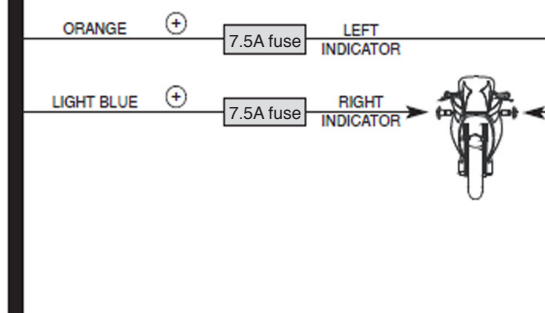 ORANGE
+
7.5A fuse
LEFT
INDICATOR
LIGHT BLUE
+
7.5A fuse
RIGHT
INDICATOR